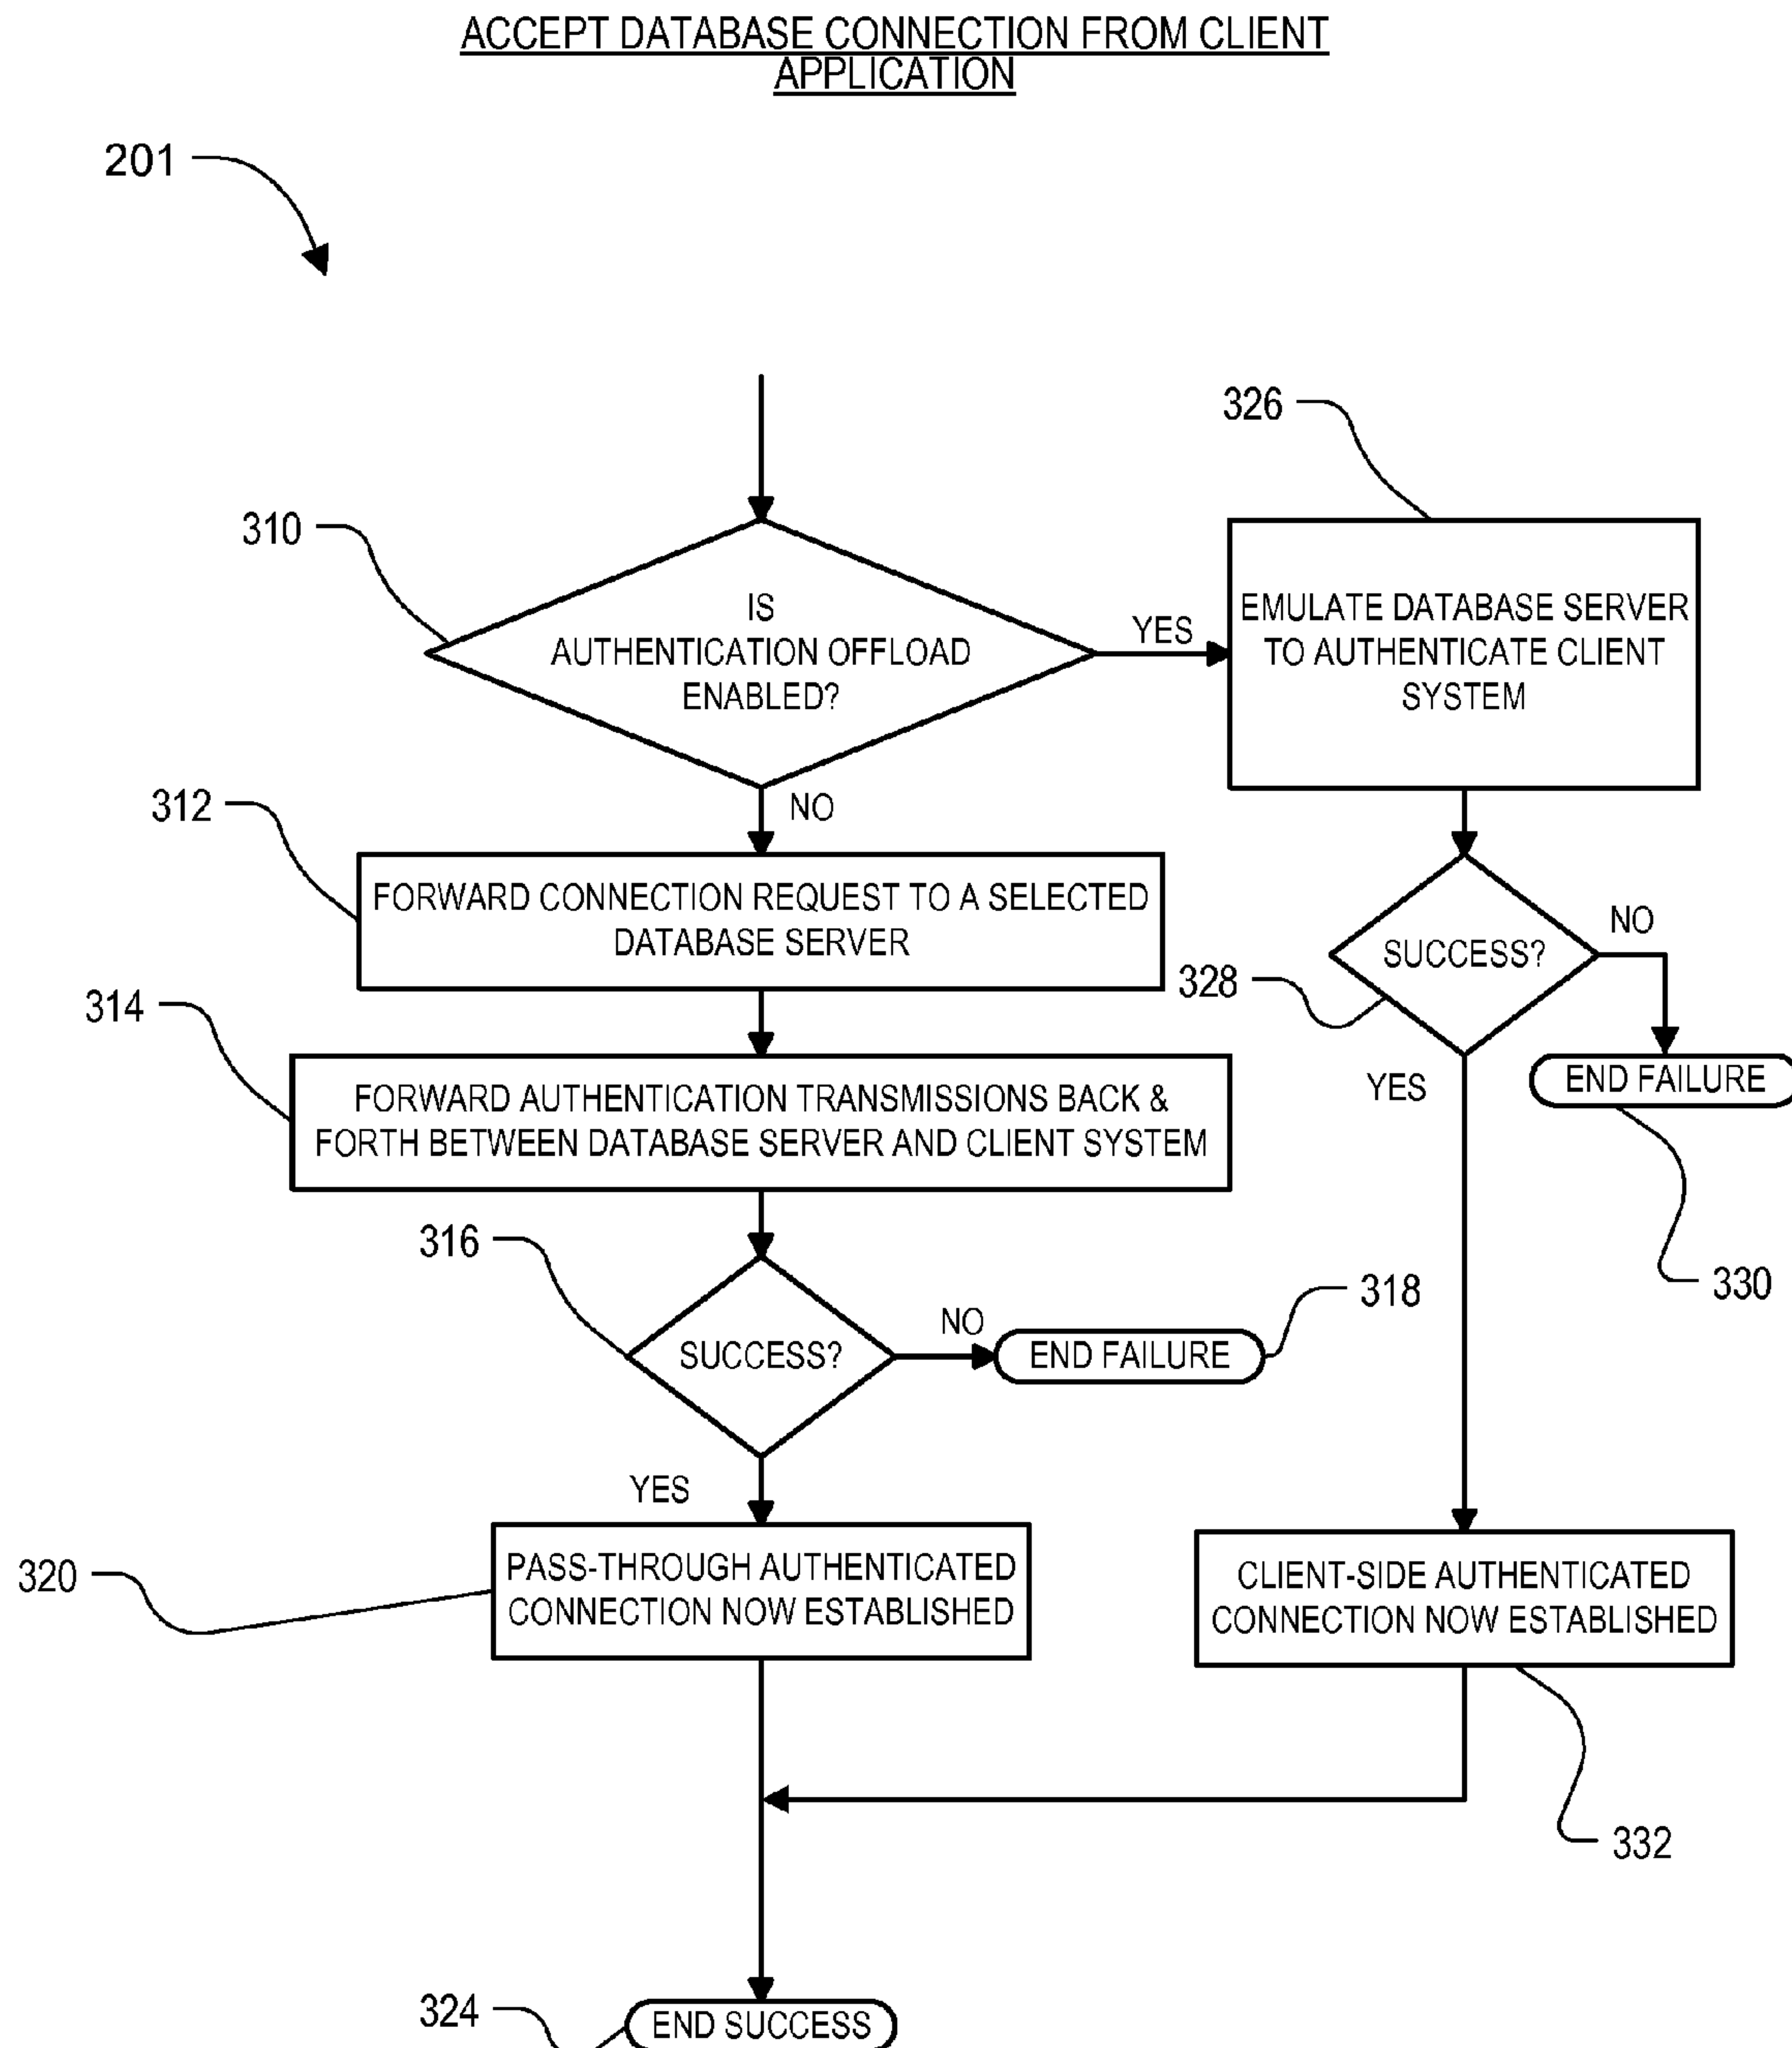 ACCEPT DATABASE CONNECTION FROM CLIENT
APPLICATION
201
326
310
IS
AUTHENTICATION OFFLOAD
ENABLED?
YES
EMULATE DATABASE SERVER
TO AUTHENTICATE CLIENT
SYSTEM
NO
312
FORWARD CONNECTION REQUEST TO A SELECTED
DATABASE SERVER
SUCCESS?
NO
328
314
YES
END FAILURE
FORWARD AUTHENTICATION TRANSMISSIONS BACK &
FORTH BETWEEN DATABASE SERVER AND CLIENT SYSTEM
330
316
SUCCESS?
NO
END FAILURE
318
YES
320
PASS-THROUGH AUTHENTICATED
CONNECTION NOW ESTABLISHED
CLIENT-SIDE AUTHENTICATED
CONNECTION NOW ESTABLISHED
332
324
END SUCCESS